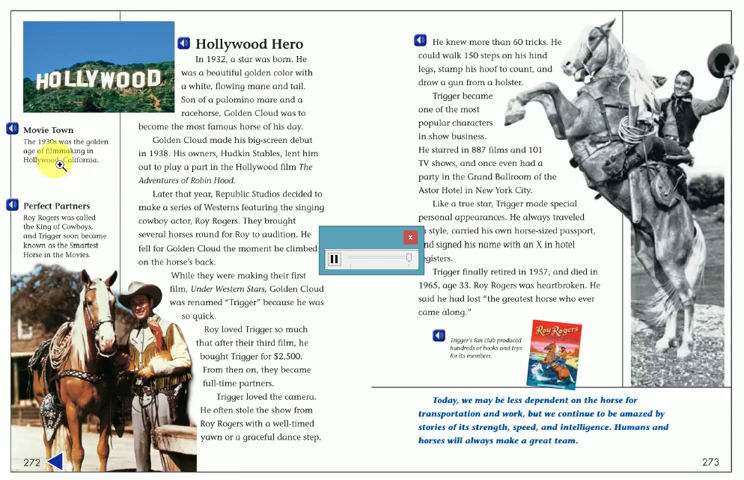 HOLLYWOOD
Movie Town
The 1930s was the golden
age of filmmaking in
Hollywood, California.
Perfect Partners
Roy Rogers was called
the King of Cowboys,
and Trigger soon became
known as the Smartest
Horse in the Movies.
Hollywood Hero
In 1932, a star was born. He
was a beautiful golden color with
a white, flowing mane and tail.
Son of a palomino mare and a
racehorse, Golden Cloud was to
become the most famous horse of his day.
Golden Cloud made his big-screen debut
in 1938. His owners, Hudkin Stables, lent him
out to play a part in the Hollywood film The
Adventures of Robin Hood.
Later that year, Republic Studios decided to
make a series of Westerns featuring the singing
cowboy actor, Roy Rogers. They brought
several horses round for Roy to audition. He
fell for Golden Cloud the moment he climbed
on the horse's back.
While they were making their first
film, Under Western Stars, Golden Cloud
was renamed "Trigger" because he was
so quick.
Roy loved Trigger so much
that after their third film, he
bought Trigger for $2,500.
From then on, they became
full-time partners.
Trigger loved the camera.
He often stole the show from
Roy Rogers with a well-timed
yawn or a graceful dance step.
272
He knew more than 60 tricks. He
could walk 150 steps on his hind
legs, stamp his hoof to count, and
draw a gun from a holster.
Trigger became
one of the most
popular characters
in show business.
He starred in 887 films and 101
TV shows, and once even had a
party in the Grand Ballroom of the
Astor Hotel in New York City.
Like a true star, Trigger made special
personal appearances. He always traveled
style, carried his own horse-sized passport,
and signed his name with an X in hotel
registers.
Trigger finally retired in 1957, and died in
1965, age 33. Roy Rogers was heartbroken. He
said he had lost "the greatest horse who ever
came along."
Trigger's fan club produced
hundreds of books and toys
for its members.
Roy Rogers
Today, we may be less dependent on the horse for
transportation and work, but we continue to be amazed by
stories of its strength, speed, and intelligence. Humans and
horses will always make a great team.
273
x